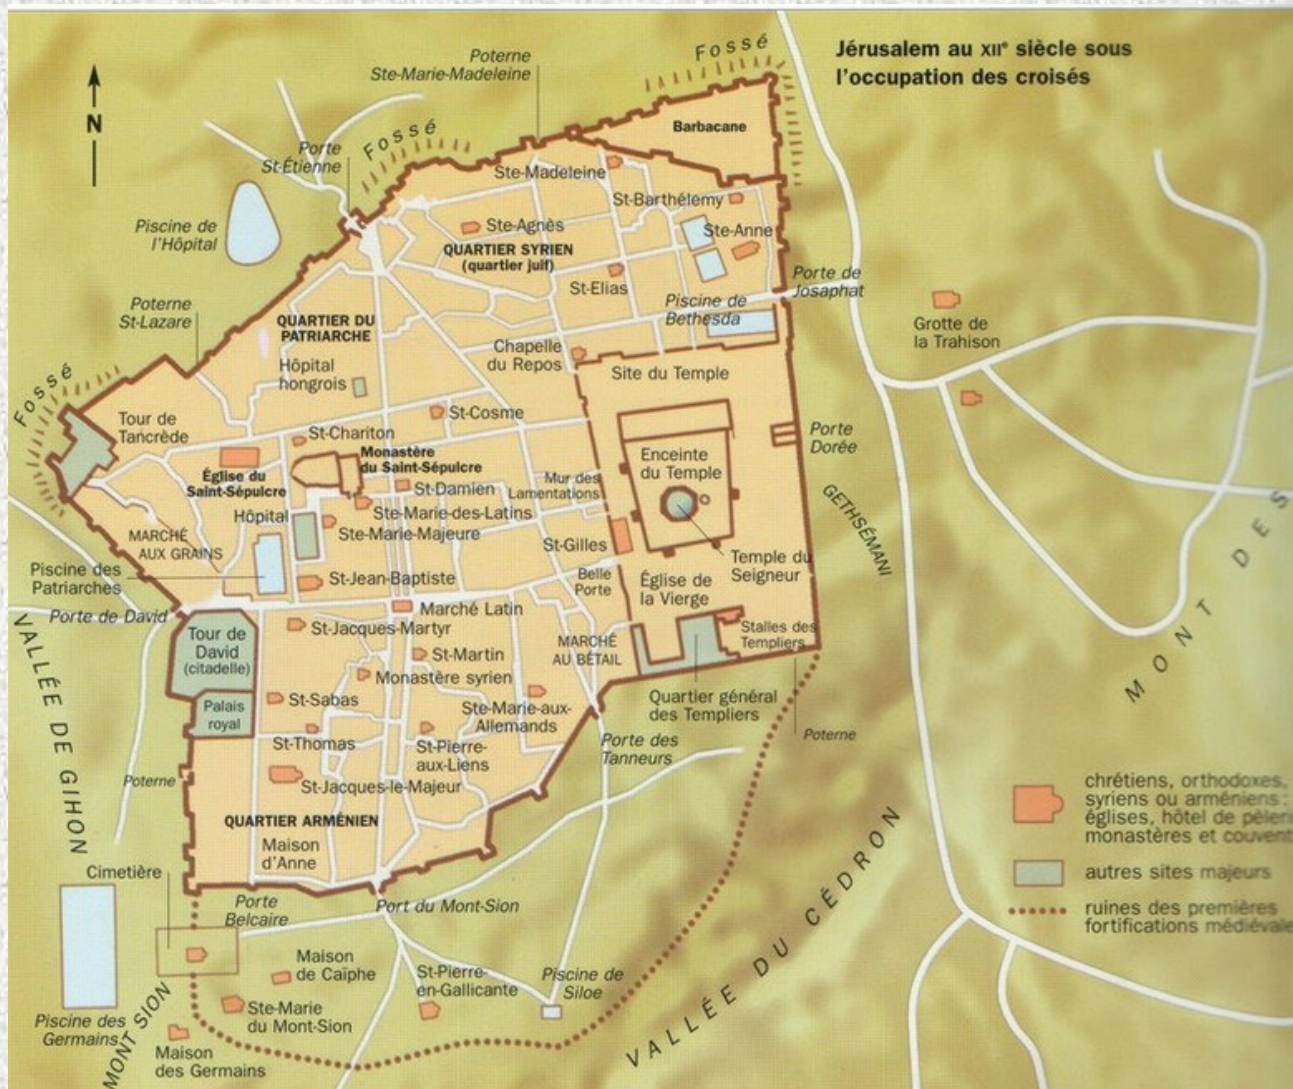 Jérusalem au XIIᵉ siècle sous
l'occupation des croisés
N
Fossé
Poterne
Ste-Marie-Madeleine
Fossé
Barbacane
Porte
St-Étienne
Ste-Madeleine
St-Barthélemy
Piscine de
l'Hôpital
Ste-Agnès
Ste-Anne
QUARTIER SYRIEN
(quartier juif)
St-Elias
Porte de
Josaphat
Piscine de
Bethesda
Poterne
St-Lazare
QUARTIER DU
PATRIARCHE
Grotte de
la Trahison
Chapelle
du Repos
Hôpital
hongrois
Site du Temple
Fossé
Tour de
Tancrède
St-Cosme
St-Chariton
Porte
Dorée
Monastère
du Saint-Sépulcre
Enceinte
du Temple
Église du
Saint-Sépulcre
Mur des
Lamentations
St-Damien
Ste-Marie-des-Latins
Hôpital
Ste-Marie-Majeure
GETHSÉMANI
MONT DES
MARCHÉ
AUX GRAINS
St-Gilles
Temple du
Seigneur
Piscine des
Patriarches
St-Jean-Baptiste
Belle
Porte
Église de
la Vierge
Porte de David
Marché Latin
St-Jacques-Martyr
Stalles des
Templiers
Tour de
David
(citadelle)
MARCHÉ
AU BÉTAIL
St-Martin
Monastère syrien
VALLÉE DE GIHON
Palais
royal
St-Sabas
Ste-Marie-aux-
Allemands
Quartier général
des Templiers
Poterne
St-Thomas
St-Pierre-
aux-Liens
Porte des
Tanneurs
Poterne
St-Jacques-le-Majeur
QUARTIER ARMÉNIEN
Maison
d'Anne
Cimetière
Porte
Belcaire
Port du Mont-Sion
VALLÉE DU CÉDRON
Maison
de Caïphe
St-Pierre-
en-Gallicante
Piscine de
Siloe
Ste-Marie
du Mont-Sion
Piscine des
Germains
MONT SION
Maison
des Germains
chrétiens, orthodoxes,
syriens ou arméniens :
églises, hôtel de
monastères et
autres sites majeurs
ruines des premières
fortifications